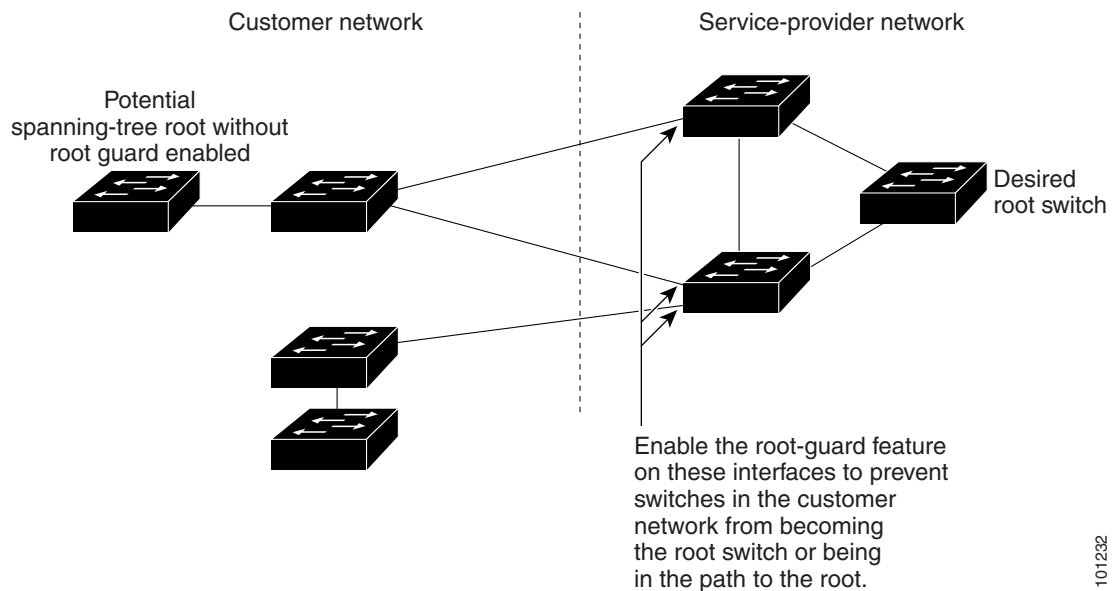 Customer network
Service-provider network
Potential
spanning-tree root without
root guard enabled
Desired
root switch
Enable the root-guard feature
on these interfaces to prevent
switches in the customer
network from becoming
the root switch or being
in the path to the root.
101232